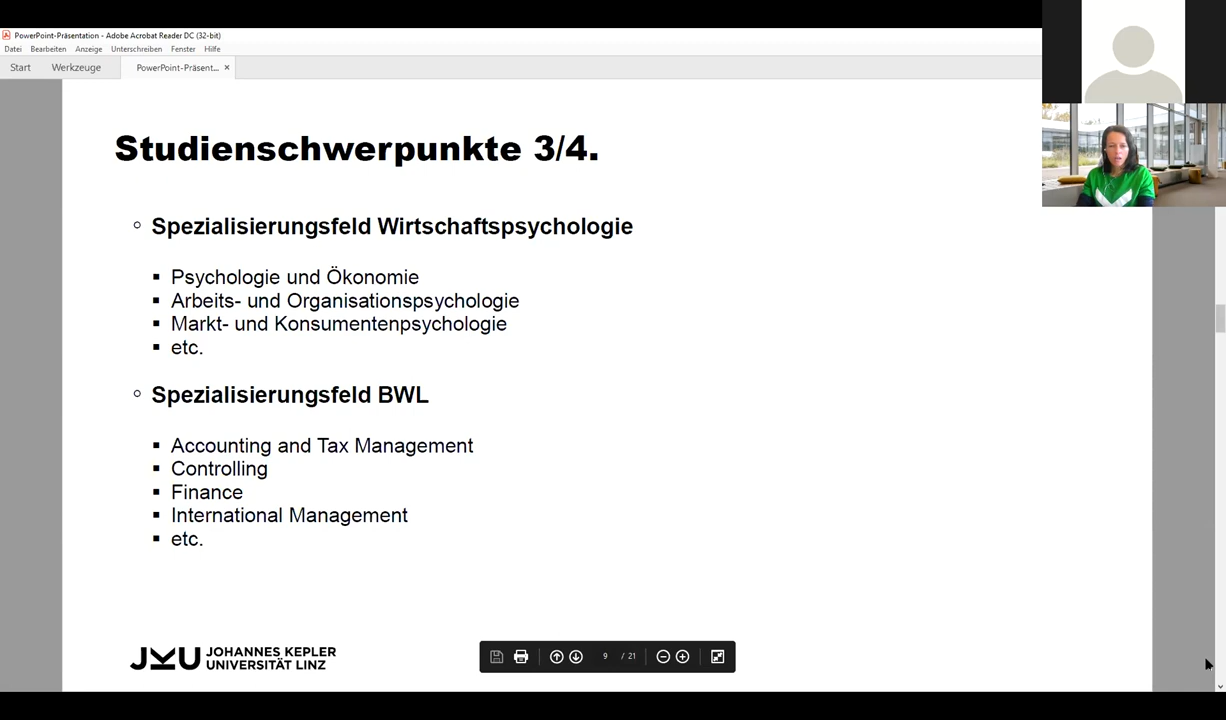 PowerPoint-Präsentation - Adobe Acrobat Reader DC (32-bit)
Datei Bearbeiten Anzeige Unterschreiben Fenster Hilfe
Start Werkzeuge PowerPoint-Präsent... ×
Studienschwerpunkte 3/4.
Spezialisierungsfeld Wirtschaftspsychologie
Psychologie und Ökonomie
Arbeits- und Organisationspsychologie
Markt- und Konsumentenpsychologie
etc.
Spezialisierungsfeld BWL
Accounting and Tax Management
Controlling
Finance
International Management
etc.
JKU JOHANNES KEPLER
UNIVERSITÄT LINZ
9 / 21